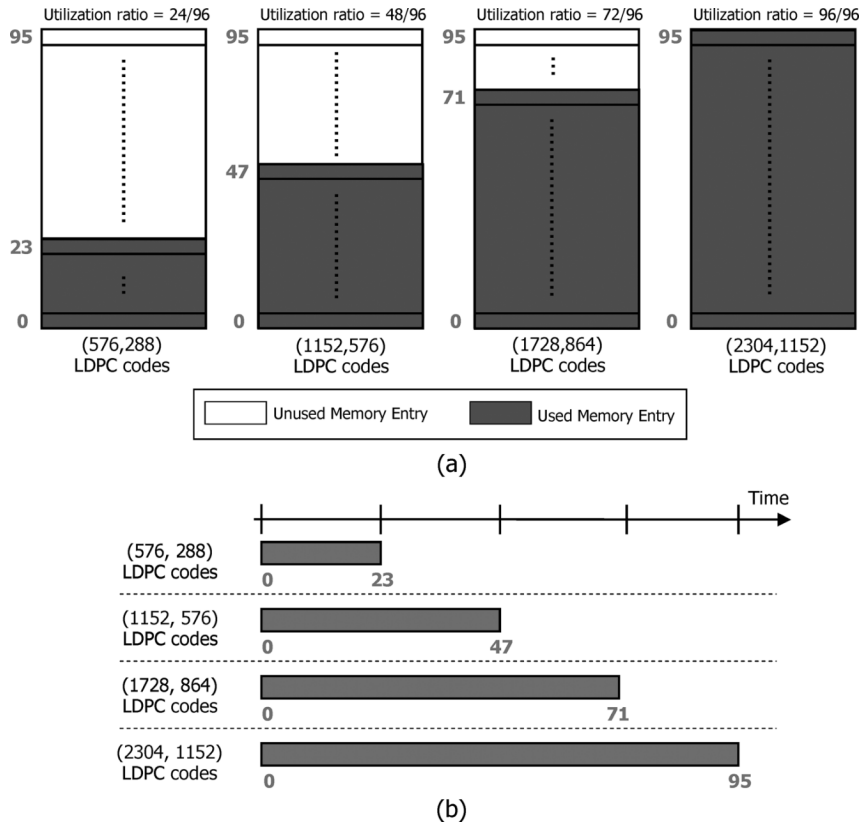 Utilization ratio = 24/96
Utilization ratio = 48/96
Utilization ratio = 72/96
Utilization ratio = 96/96
95
23
0
95
47
0
95
71
0
95
0
(576,288)
LDPC codes
(1152,576)
LDPC codes
(1728,864)
LDPC codes
(2304,1152)
LDPC codes
Unused Memory Entry
Used Memory Entry
(a)
Time
(576, 288)
LDPC codes
0
23
(1152, 576)
LDPC codes
0
47
(1728, 864)
LDPC codes
0
71
(2304, 1152)
LDPC codes
0
95
(b)